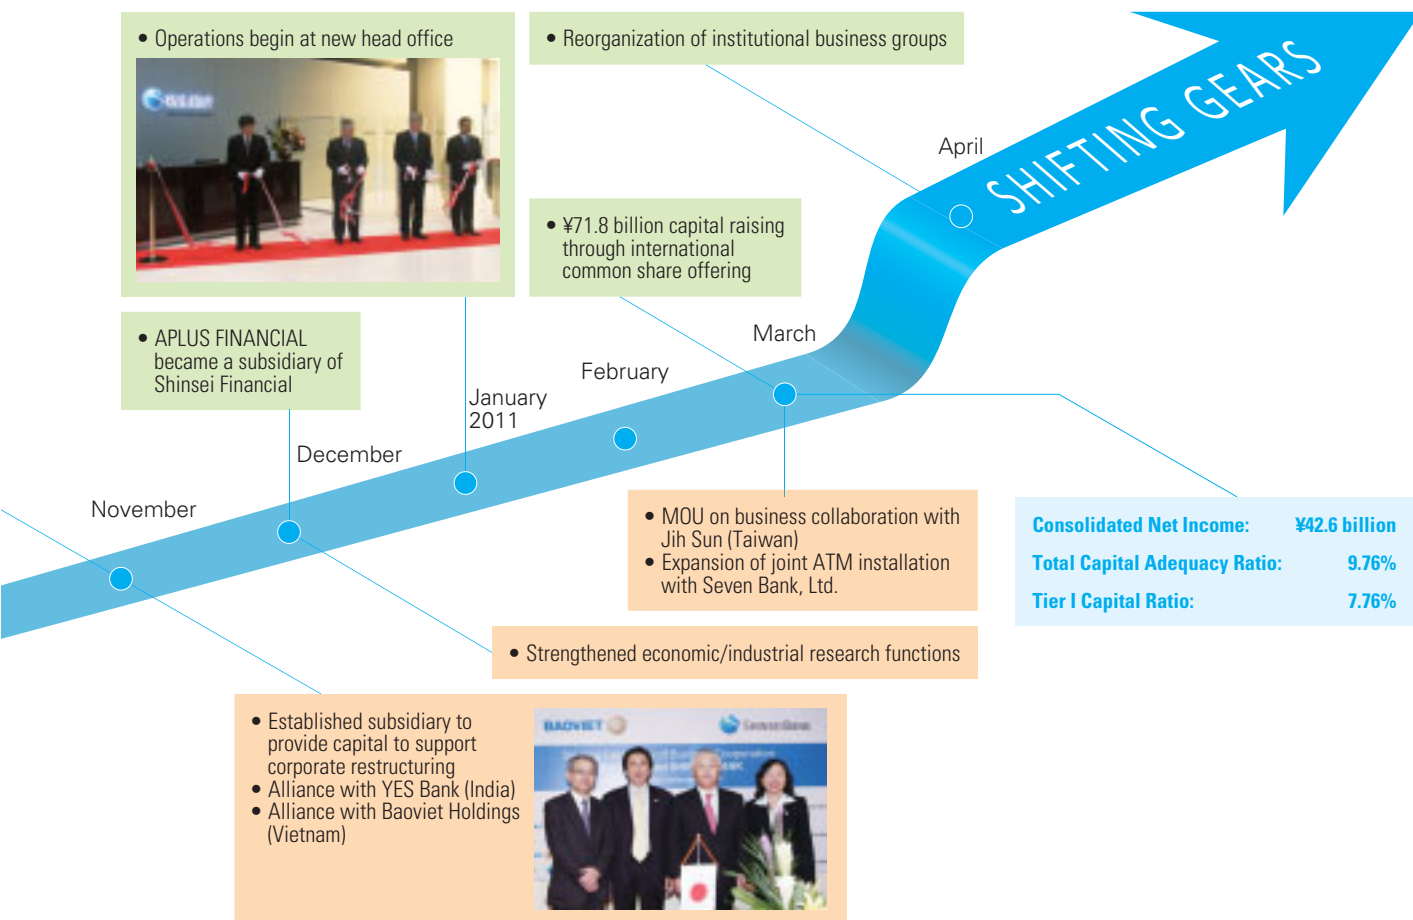 • Operations begin at new head office
• Reorganization of institutional business groups
SHIFTING GEARS
April
• ¥71.8 billion capital raising
through international
common share offering
March
• APLUS FINANCIAL
became a subsidiary of
Shinsei Financial
February
January
2011
December
November
• MOU on business collaboration with
Jih Sun (Taiwan)
• Expansion of joint ATM installation
with Seven Bank, Ltd.
Consolidated Net Income: ¥42.6 billion
Total Capital Adequacy Ratio: 9.76%
Tier I Capital Ratio: 7.76%
• Strengthened economic/industrial research functions
• Established subsidiary to
provide capital to support
corporate restructuring
• Alliance with YES Bank (India)
• Alliance with Baoviet Holdings
(Vietnam)
BAOVIET